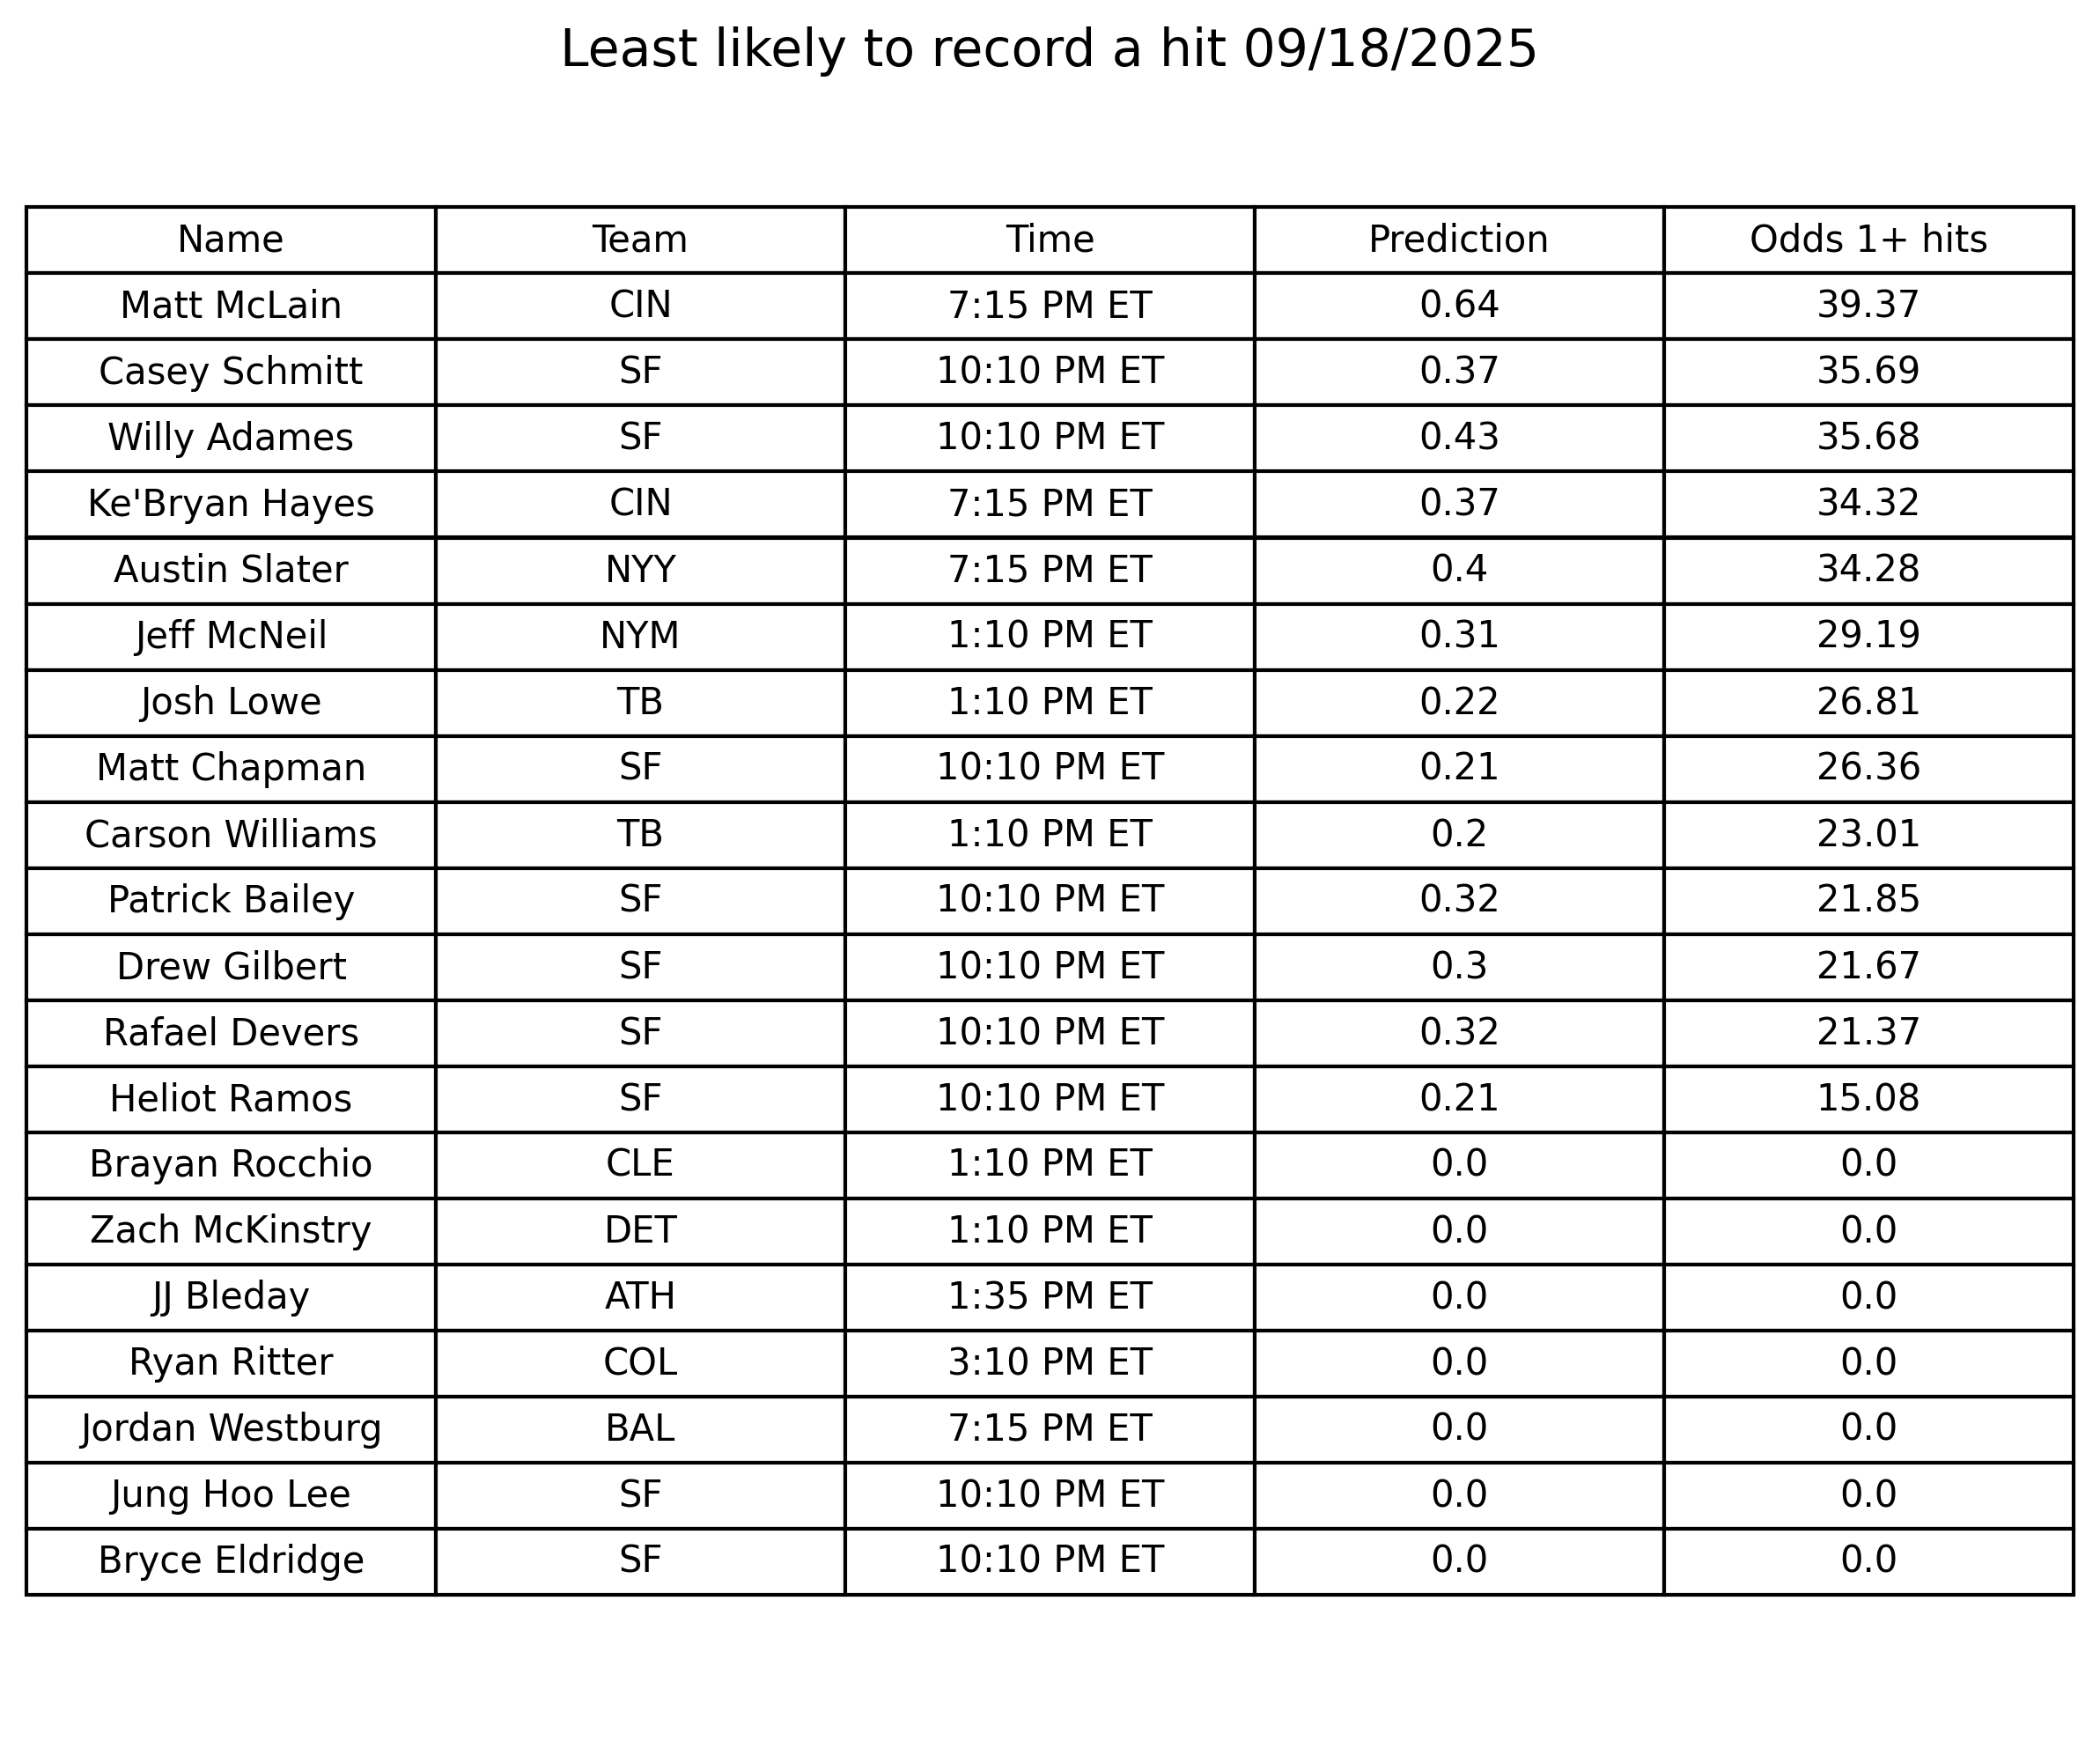 Least likely to record a hit 09/18/2025
Name Team Time Prediction Odds 1+ hits
Matt McLain CIN 7:15 PM ET 0.64 39.37
Casey Schmitt SF 10:10 PM ET 0.37 35.69
Willy Adames SF 10:10 PM ET 0.43 35.68
Ke'Bryan Hayes CIN 7:15 PM ET 0.37 34.32
Austin Slater NYY 7:15 PM ET 0.4 34.28
Jeff McNeil NYM 1:10 PM ET 0.31 29.19
Josh Lowe TB 1:10 PM ET 0.22 26.81
Matt Chapman SF 10:10 PM ET 0.21 26.36
Carson Williams TB 1:10 PM ET 0.2 23.01
Patrick Bailey SF 10:10 PM ET 0.32 21.85
Drew Gilbert SF 10:10 PM ET 0.3 21.67
Rafael Devers SF 10:10 PM ET 0.32 21.37
Heliot Ramos SF 10:10 PM ET 0.21 15.08
Brayan Rocchio CLE 1:10 PM ET 0.0 0.0
Zach McKinstry DET 1:10 PM ET 0.0 0.0
JJ Bleday ATH 1:35 PM ET 0.0 0.0
Ryan Ritter COL 3:10 PM ET 0.0 0.0
Jordan Westburg BAL 7:15 PM ET 0.0 0.0
Jung Hoo Lee SF 10:10 PM ET 0.0 0.0
Bryce Eldridge SF 10:10 PM ET 0.0 0.0